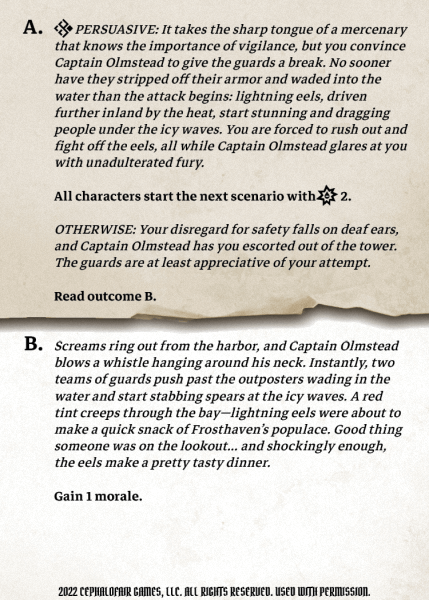 A. PERSUASIVE: It takes the sharp tongue of a mercenary
that knows the importance of vigilance, but you convince
Captain Olmstead to give the guards a break. No sooner
have they stripped off their armor and waded into the
water than the attack begins: lightning eels, driven
further inland by the heat, start stunning and dragging
people under the icy waves. You are forced to rush out and
fight off the eels, all while Captain Olmstead glares at you
with unadulterated fury.
All characters start the next scenario with 2.
OTHERWISE: Your disregard for safety falls on deaf ears,
and Captain Olmstead has you escorted out of the tower.
The guards are at least appreciative of your attempt.
Read outcome B.
B. Screams ring out from the harbor, and Captain Olmstead
blows a whistle hanging around his neck. Instantly, two
teams of guards push past the outposters wading in the
water and start stabbing spears at the icy waves. A red
tint creeps through the bay—lightning eels were about to
make a quick snack of Frosthaven's populace. Good thing
someone was on the lookout... and shockingly enough,
the eels make a pretty tasty dinner.
Gain 1 morale.
2022 CEPHALOFAIR GAMES, LLC. ALL RIGHTS RESERVED. USED WITH PERMISSION.